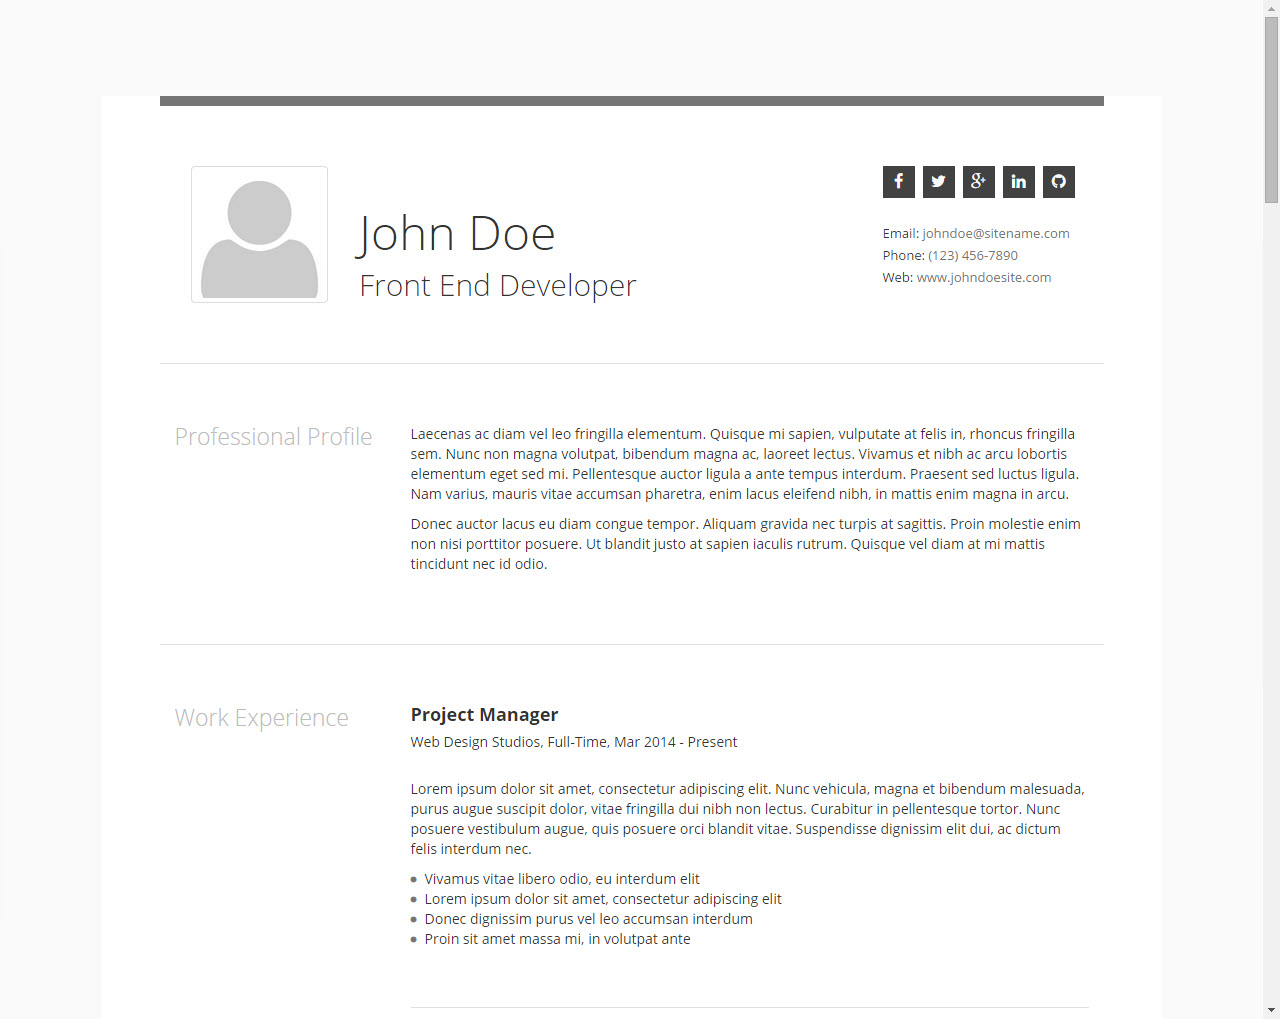 John Doe
Front End Developer
Email: johndoe@sitename.com
Phone: (123) 456-7890
Web: www.johndoesite.com
Professional Profile
Laecenas ac diam vel leo fringilla elementum. Quisque mi sapien, vulputate at felis in, rhoncus fringilla
sem. Nunc non magna volutpat, bibendum magna ac, laoreet lectus. Vivamus et nibh ac arcu lobortis
elementum eget sed mi. Pellentesque auctor ligula a ante tempus interdum. Praesent sed luctus ligula.
Nam varius, mauris vitae accumsan pharetra, enim lacus eleifend nibh, in mattis enim magna in arcu.
Donec auctor lacus eu diam congue tempor. Aliquam gravida nec turpis at sagittis. Proin molestie enim
non nisi porttitor posuere. Ut blandit justo at sapien iaculis rutrum. Quisque vel diam at mi mattis
tincidunt nec id odio.
Work Experience
Project Manager
Web Design Studios, Full-Time, Mar 2014 - Present
Lorem ipsum dolor sit amet, consectetur adipiscing elit. Nunc vehicula, magna et bibendum malesuada,
purus augue suscipit dolor, vitae fringilla dui nibh non lectus. Curabitur in pellentesque tortor. Nunc
posuere vestibulum augue, quis posuere orci blandit vitae. Suspendisse dignissim elit dui, ac dictum
felis interdum nec.
Vivamus vitae libero odio, eu interdum elit
Lorem ipsum dolor sit amet, consectetur adipiscing elit
Donec dignissim purus vel leo accumsan interdum
Proin sit amet massa mi, in volutpat ante